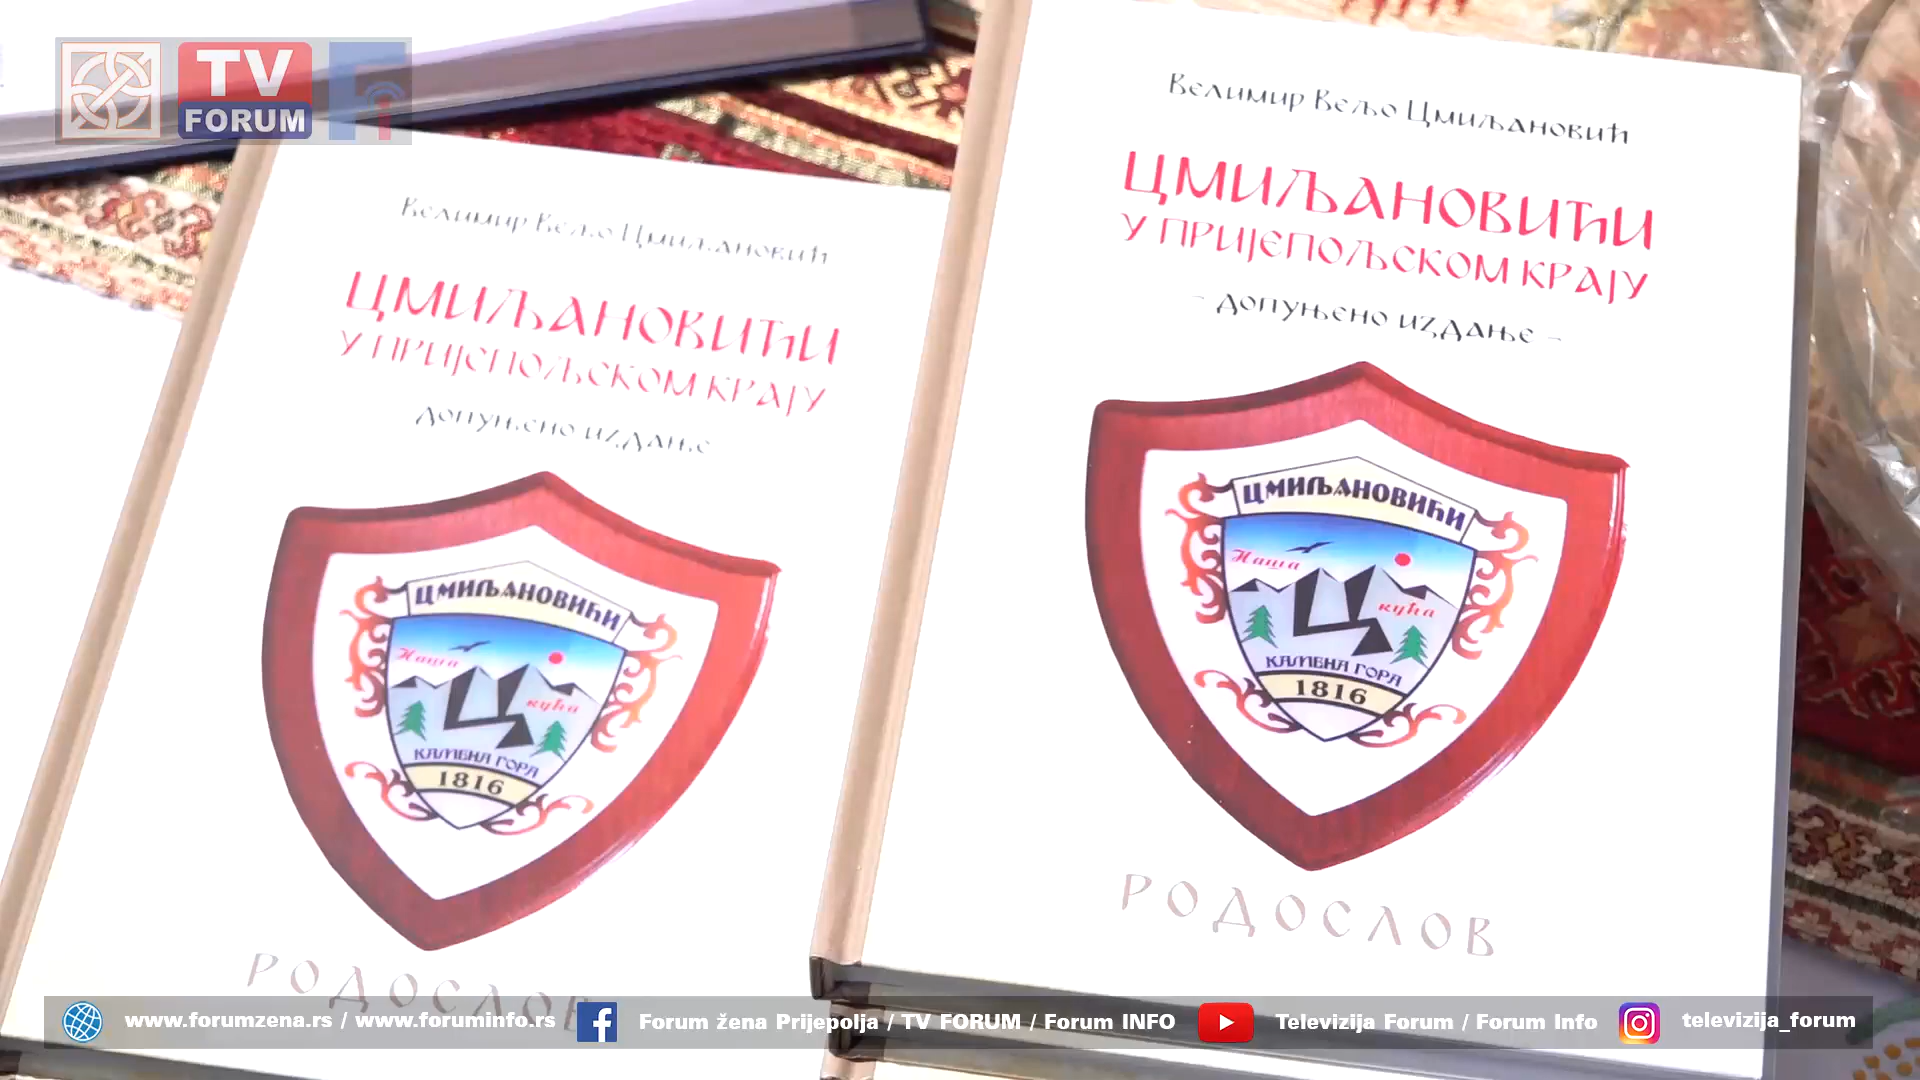 TV
FORUM
Велимир Вељо Цмиљановић
ЦМИЉАНОВИЋИ
У ПРИЈЕПОЉСКОМ КРАЈУ
допуњено издање
ЦМИЉАНОВИЋИ
Наша
кућа
КАМЕНА ГОРА
1816
РОДОСЛОВ
Велимир Вељо Цмиљановић
ЦМИЉАНОВИЋИ
У ПРИЈЕПОЉСКОМ КРАЈУ
- допуњено издање -
ЦМИЉАНОВИЋИ
Наша
кућа
КАМЕНА ГОРА
1816
РОДОСЛОВ
www.forumzena.rs / www.foruminfo.rs
Forum žena Prijepolja / TV FORUM / Forum INFO
Televizija Forum / Forum Info
televizija_forum